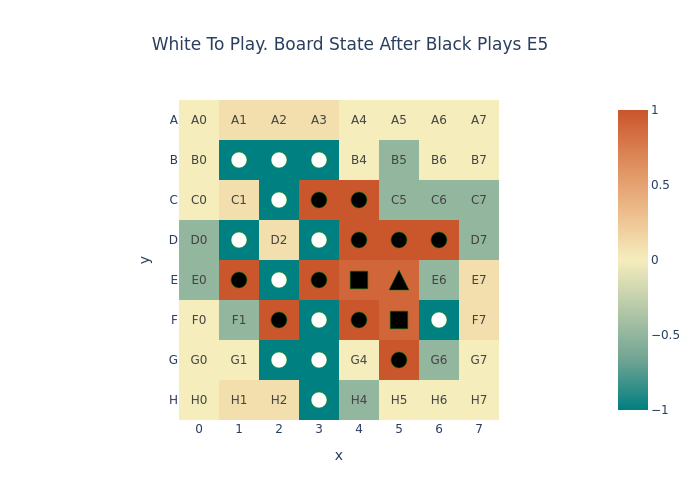 White To Play. Board State After Black Plays E5
A A0 A1 A2 A3 A4 A5 A6 A7
B B0 B4 B5 B6 B7
C C0 C1 C5 C6 C7
D D0 D2 D7
E E0 E6 E7
F F0 F1 F7
G G0 G1 G4 G6 G7
H H0 H1 H2 H4 H5 H6 H7
0 1 2 3 4 5 6 7
x
y
1
0.5
0
−0.5
−1